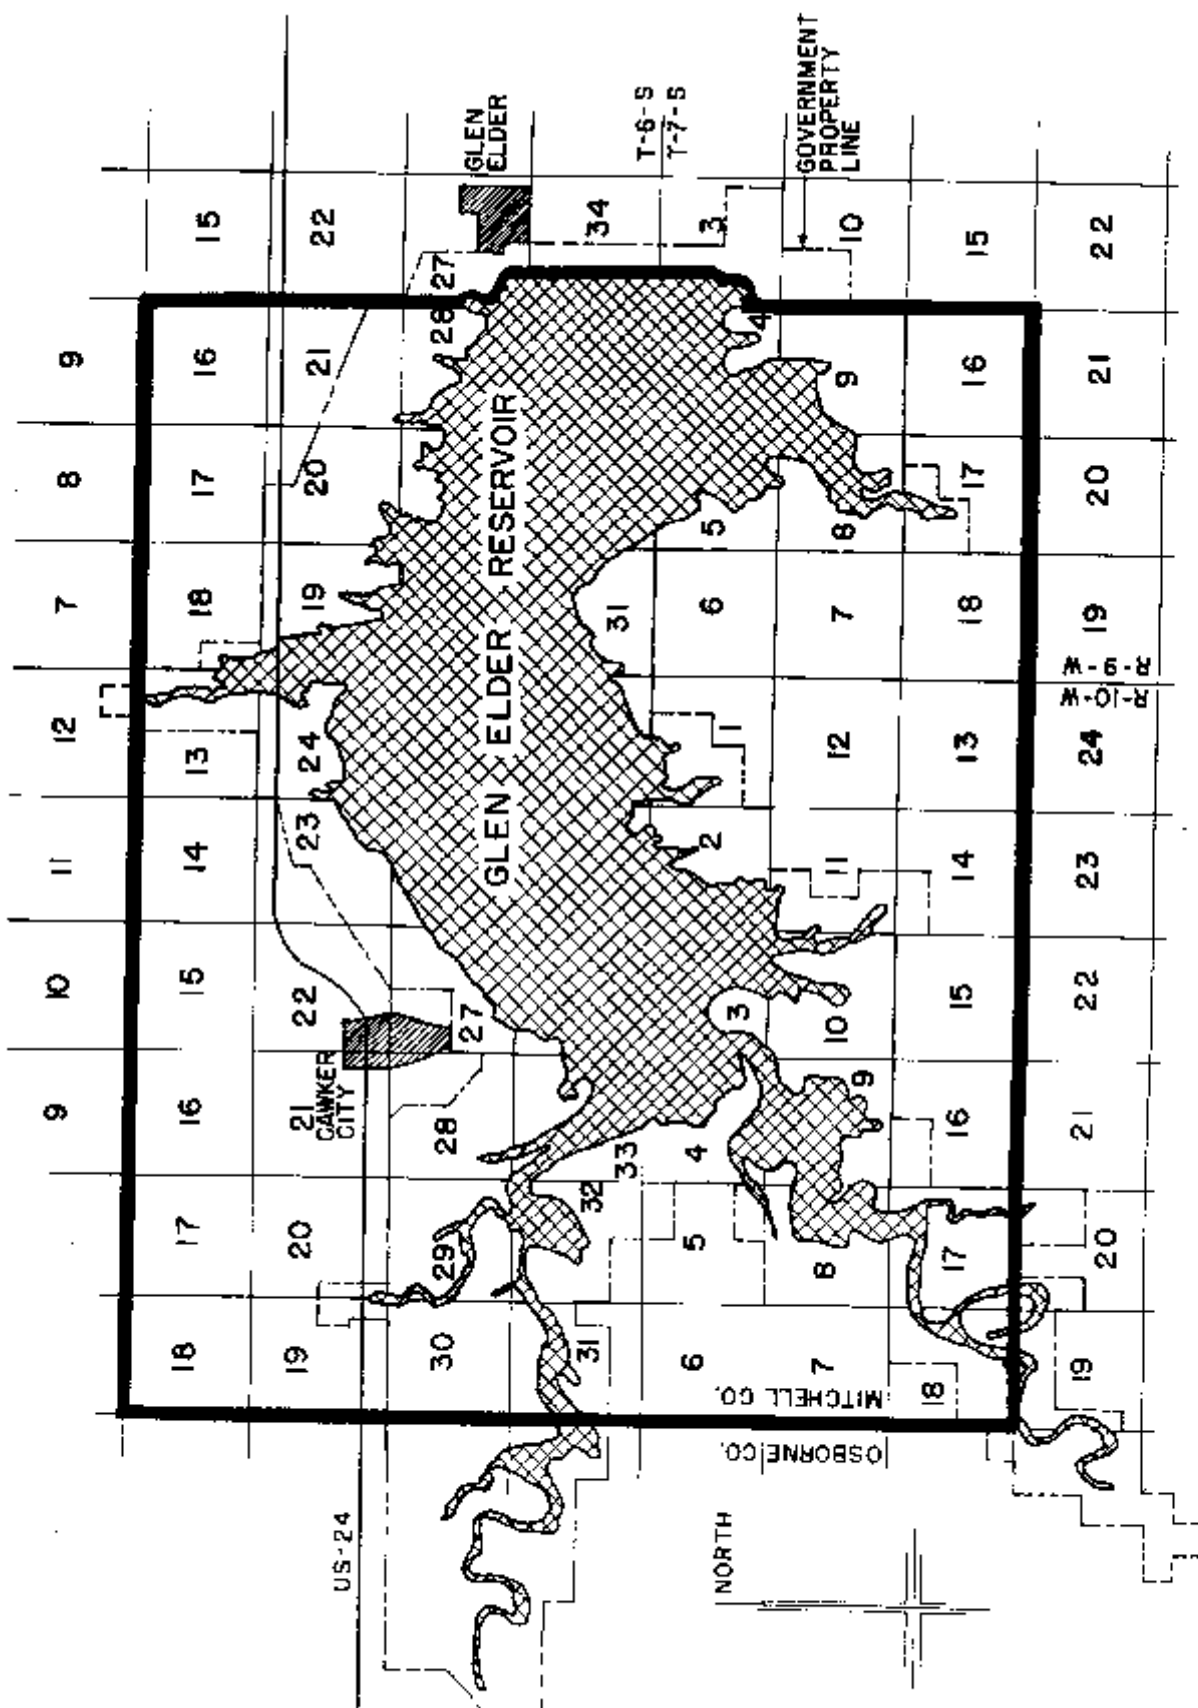 9 10 11 12 7 8 9
18 17 16 15 14 13 18 17 16 15
19 20 21 22 23 24 19 20 21 22
CAWKER
CITY
US-24
30 29 28 27 28 27
GLEN
ELDER
GLEN ELDER RESERVOIR
31 32 33 31 34
T-6-S
T-7-S
6 5 4 3 2 1 6 5 4 3
NORTH
GOVERNMENT
PROPERTY
LINE
7 8 9 10 11 12 7 8 9 10
OSBORNE CO. MITCHELL CO.
18 17 16 15 14 13 18 17 16 15
19 20 21 22 23 24 19 20 21 22
R-10-W R-9-W